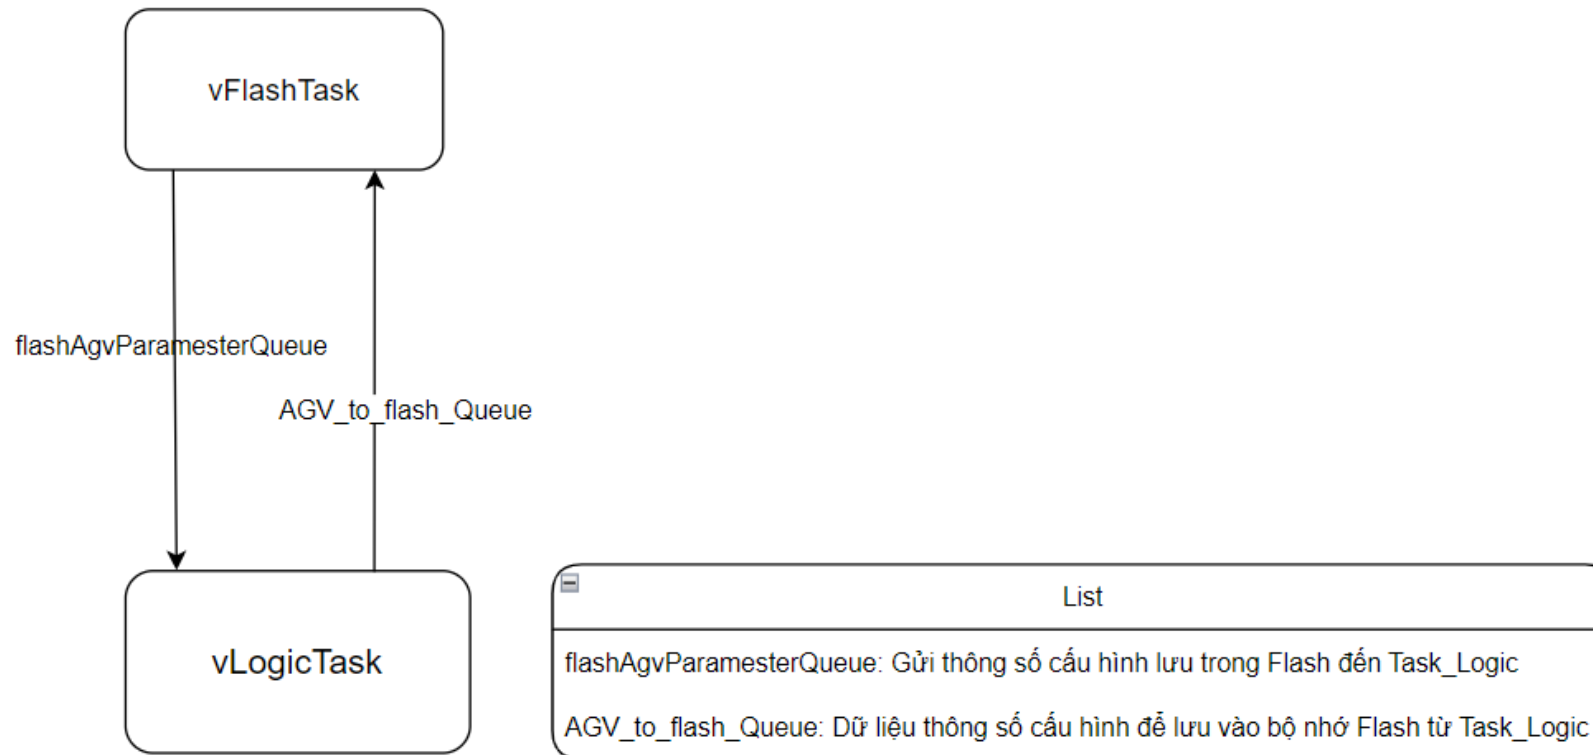 vFlashTask
flashAgvParamesterQueue
AGV_to_flash_Queue
vLogicTask
List
flashAgvParamesterQueue: Gửi thông số cấu hình lưu trong Flash đến Task_Logic
AGV_to_flash_Queue: Dữ liệu thông số cấu hình để lưu vào bộ nhớ Flash từ Task_Logic